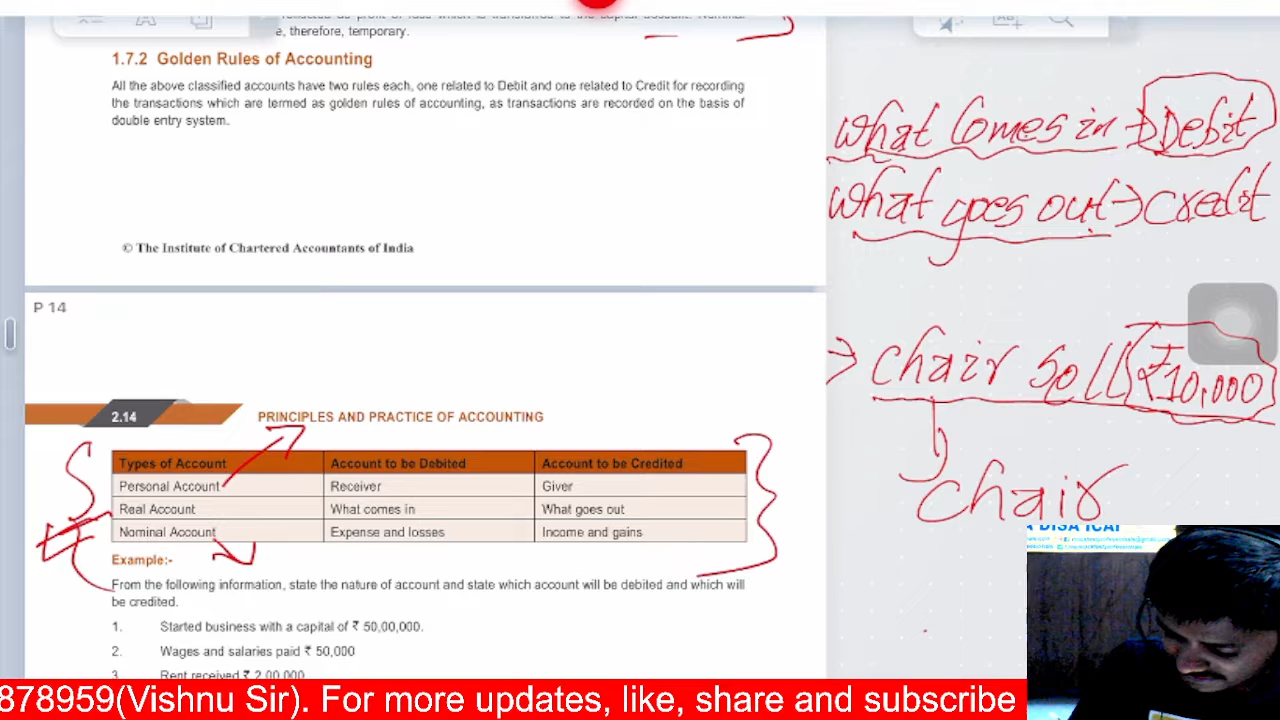 e, therefore, temporary.
1.7.2 Golden Rules of Accounting
All the above classified accounts have two rules each, one related to Debit and one related to Credit for recording
the transactions which are termed as golden rules of accounting, as transactions are recorded on the basis of
double entry system.
© The Institute of Chartered Accountants of India
P 14
2.14 PRINCIPLES AND PRACTICE OF ACCOUNTING
Types of Account Account to be Debited Account to be Credited
Personal Account Receiver Giver
Real Account What comes in What goes out
Nominal Account Expense and losses Income and gains
Example:-
From the following information, state the nature of account and state which account will be debited and which will
be credited.
1. Started business with a capital of ₹ 50,00,000.
2. Wages and salaries paid ₹ 50,000
3. Rent received ₹ 2,00,000
what Comes in → Debit
what goes out → credit
→ chair sell ₹10,000
chair
DISA ICAI
878959(Vishnu Sir). For more updates, like, share and subscribe